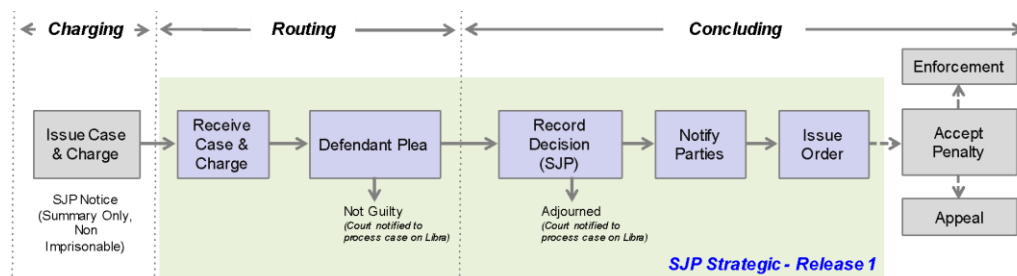 Charging
Routing
Concluding
Enforcement
Issue Case
& Charge
Receive
Case &
Charge
Defendant Plea
Record
Decision
(SJP)
Notify
Parties
Issue
Order
Accept
Penalty
SJP Notice
(Summary Only,
Non
Imprisonable)
Not Guilty
(Court notified to
process case on Libra)
Adjourned
(Court notified to
process case on Libra)
Appeal
SJP Strategic - Release 1